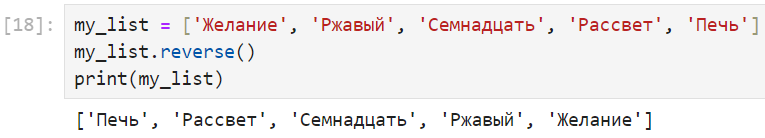 [18]: my_list = ['Желание', 'Ржавый', 'Семнадцать', 'Рассвет', 'Печь']
my_list.reverse()
print(my_list)
['Печь', 'Рассвет', 'Семнадцать', 'Ржавый', 'Желание']